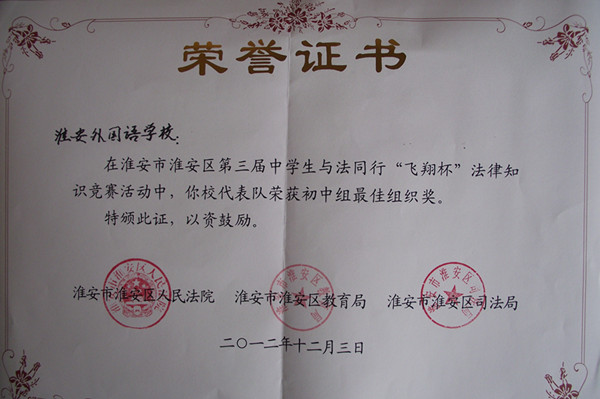 荣誉证书
淮安外国语学校：
在淮安市淮安区第三届中学生与法同行“飞翔杯”法律知
识竞赛活动中，你校代表队荣获初中组最佳组织奖。
特颁此证，以资鼓励。
淮安市淮安区人民法院 淮安市淮安区教育局 淮安市淮安区司法局
二〇一二年十二月三日